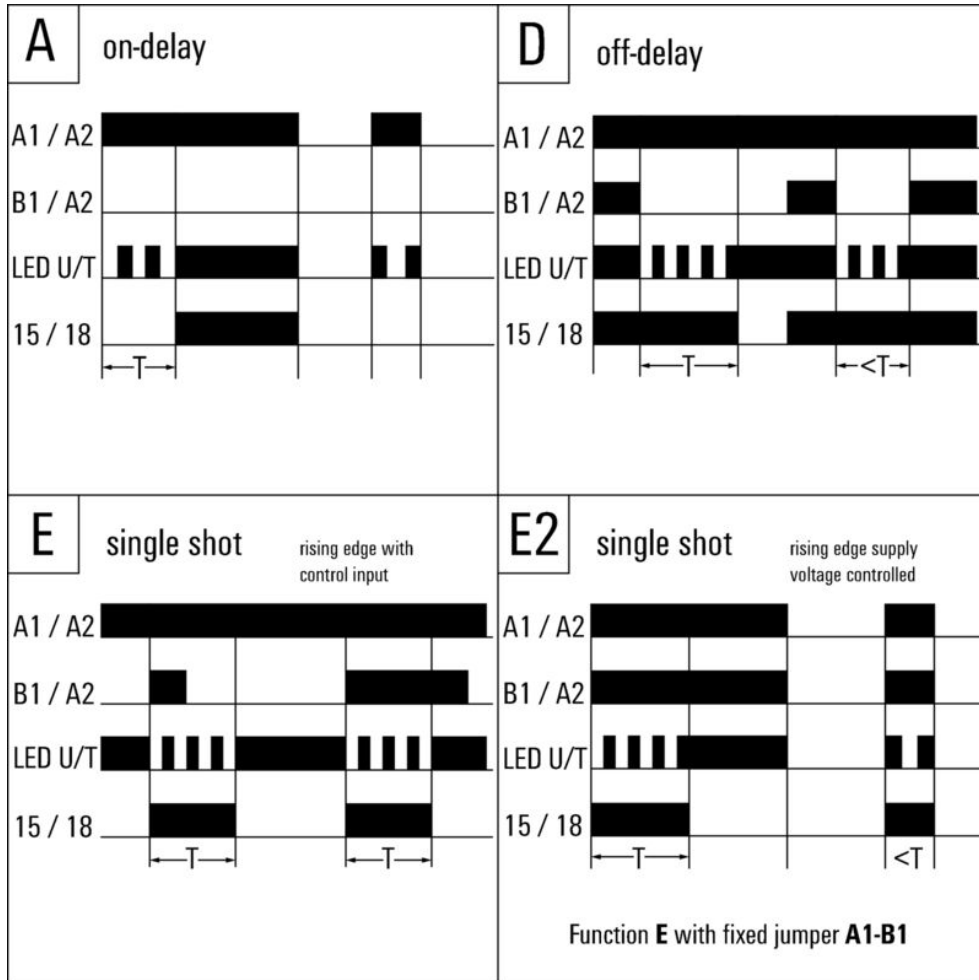 A on-delay
A1 / A2
B1 / A2
LED U/T
15 / 18
T
D off-delay
A1 / A2
B1 / A2
LED U/T
15 / 18
T <T
E single shot rising edge with
control input
A1 / A2
B1 / A2
LED U/T
15 / 18
T T
E2 single shot rising edge supply
voltage controlled
A1 / A2
B1 / A2
LED U/T
15 / 18
T <T
Function E with fixed jumper A1-B1